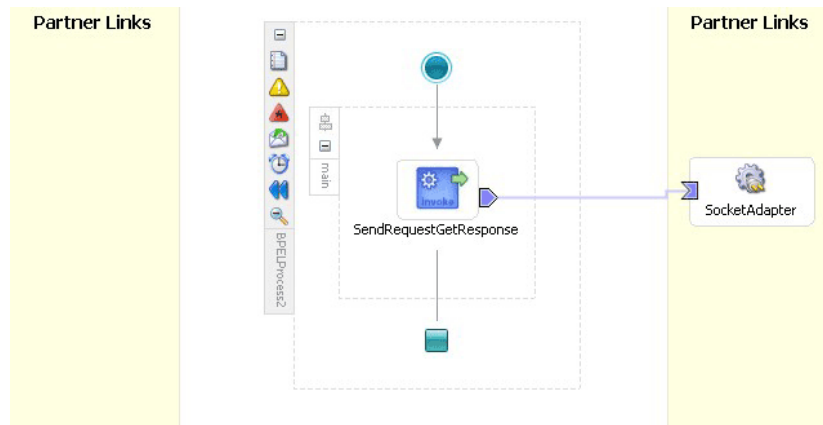 Partner Links
Partner Links
main
invoke
SendRequestGetResponse
SocketAdapter
BPELProcess2